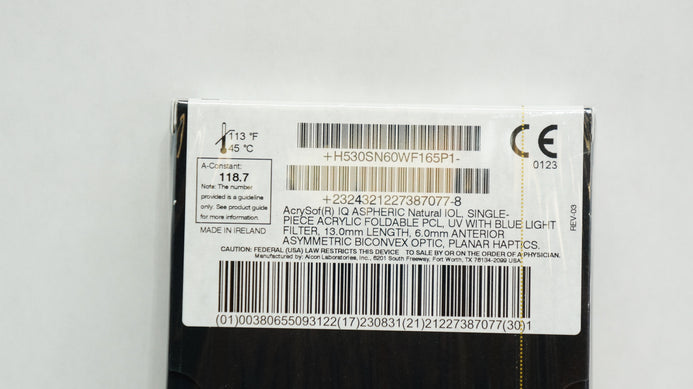 113 °F
45 °C
+H530SN60WF165P1-
CE
0123
A-Constant:
118.7
Note: The number
provided is a guideline
only. See product guide
for more information.
MADE IN IRELAND
+2324321227387077-8
AcrySof(R) IQ ASPHERIC Natural IOL, SINGLE-
PIECE ACRYLIC FOLDABLE PCL, UV WITH BLUE LIGHT
FILTER, 13.0mm LENGTH, 6.0mm ANTERIOR
ASYMMETRIC BICONVEX OPTIC, PLANAR HAPTICS.
REV-03
CAUTION: FEDERAL (USA) LAW RESTRICTS THIS DEVICE TO SALE BY OR ON THE ORDER OF A PHYSICIAN.
Manufactured by: Alcon Laboratories, Inc., 6201 South Freeway, Fort Worth, TX 76134-2099 USA.
(01)00380655093122(17)230831(21)21227387077(30)1